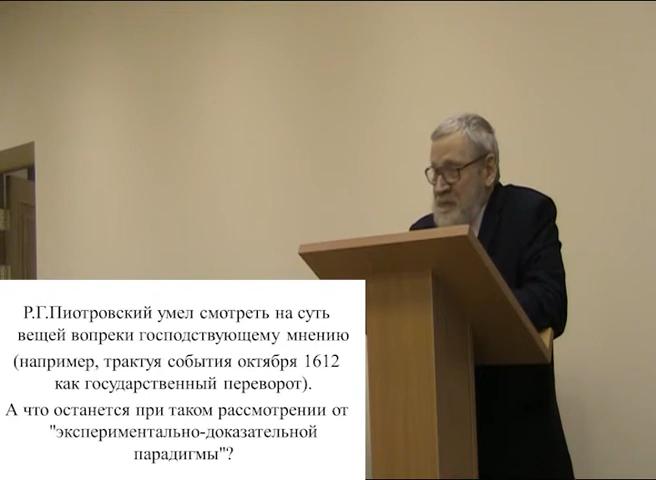 Р.Г.Пиотровский умел смотреть на суть
вещей вопреки господствующему мнению
(например, трактуя события октября 1612
как государственный переворот).
А что останется при таком рассмотрении от
"экспериментально-доказательной
парадигмы"?